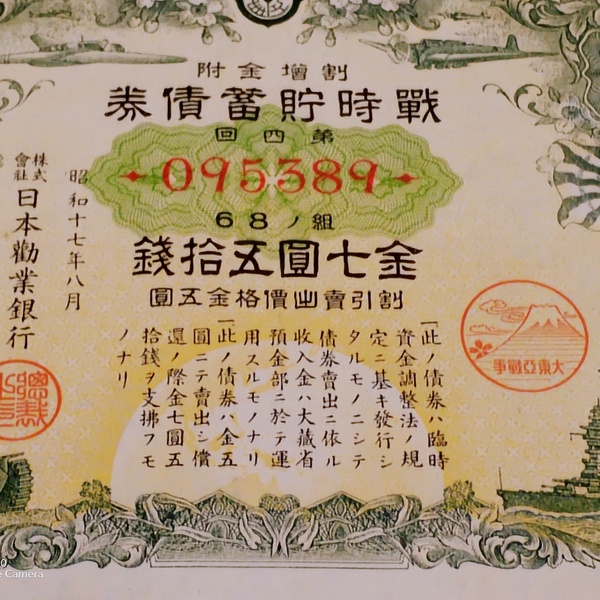 割增金附
戰時貯蓄債券
第四回
095389
68ノ組
金七圓五拾錢
割引賣出價格金五圓
大東亞戰爭
一此ノ債券ハ臨時
資金調整法ノ規
定ニ基キ發行シ
タルモノニシテ
債券賣出ニ依ル
收入金ハ大藏省
預金部ニ於テ運
用スルモノナリ
一此ノ債券ハ金五
圓ニテ賣出シ償
還ノ際金七圓五
拾錢ヲ支拂フモ
ノナリ
昭和十七年八月
株式會社日本勸業銀行
Camera